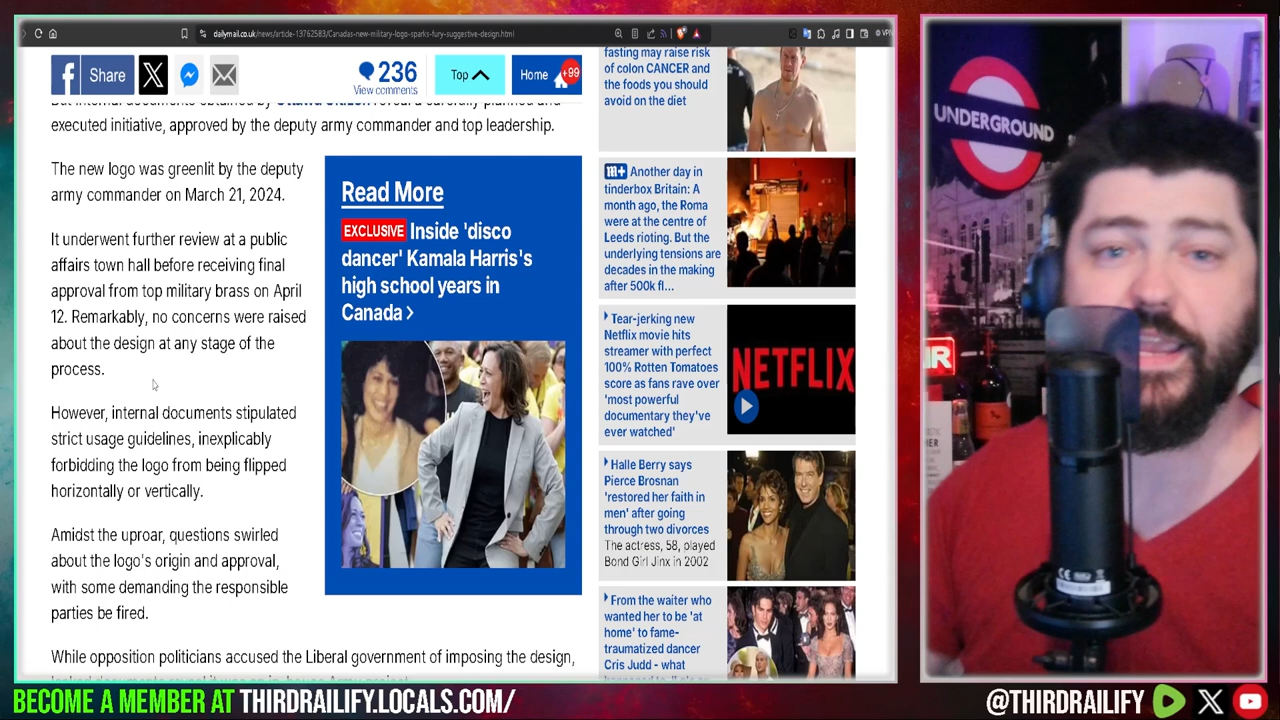 dailymail.co.uk/news/article-13762583/Canadas-new-military-logo-sparks-fury-suggestive-design.html
VPN
Share
236
View comments
Top
Home
+99
executed initiative, approved by the deputy army commander and top leadership.
The new logo was greenlit by the deputy
army commander on March 21, 2024.
It underwent further review at a public
affairs town hall before receiving final
approval from top military brass on April
12. Remarkably, no concerns were raised
about the design at any stage of the
process.
However, internal documents stipulated
strict usage guidelines, inexplicably
forbidding the logo from being flipped
horizontally or vertically.
Amidst the uproar, questions swirled
about the logo's origin and approval,
with some demanding the responsible
parties be fired.
While opposition politicians accused the Liberal government of imposing the design,
Read More
EXCLUSIVE Inside 'disco
dancer' Kamala Harris's
high school years in
Canada >
fasting may raise risk
of colon CANCER and
the foods you should
avoid on the diet
m+ Another day in
tinderbox Britain: A
month ago, the Roma
were at the centre of
Leeds rioting. But the
underlying tensions are
decades in the making
after 500k fl...
Tear-jerking new
Netflix movie hits
streamer with perfect
100% Rotten Tomatoes
score as fans rave over
'most powerful
documentary they've
ever watched'
NETFLIX
Halle Berry says
Pierce Brosnan
'restored her faith in
men' after going
through two divorces
The actress, 58, played
Bond Girl Jinx in 2002
From the waiter who
wanted her to be 'at
home' to fame-
traumatized dancer
Cris Judd - what
UNDERGROUND
BECOME A MEMBER AT THIRDRAILIFY.LOCALS.COM/
@THIRDRAILIFY